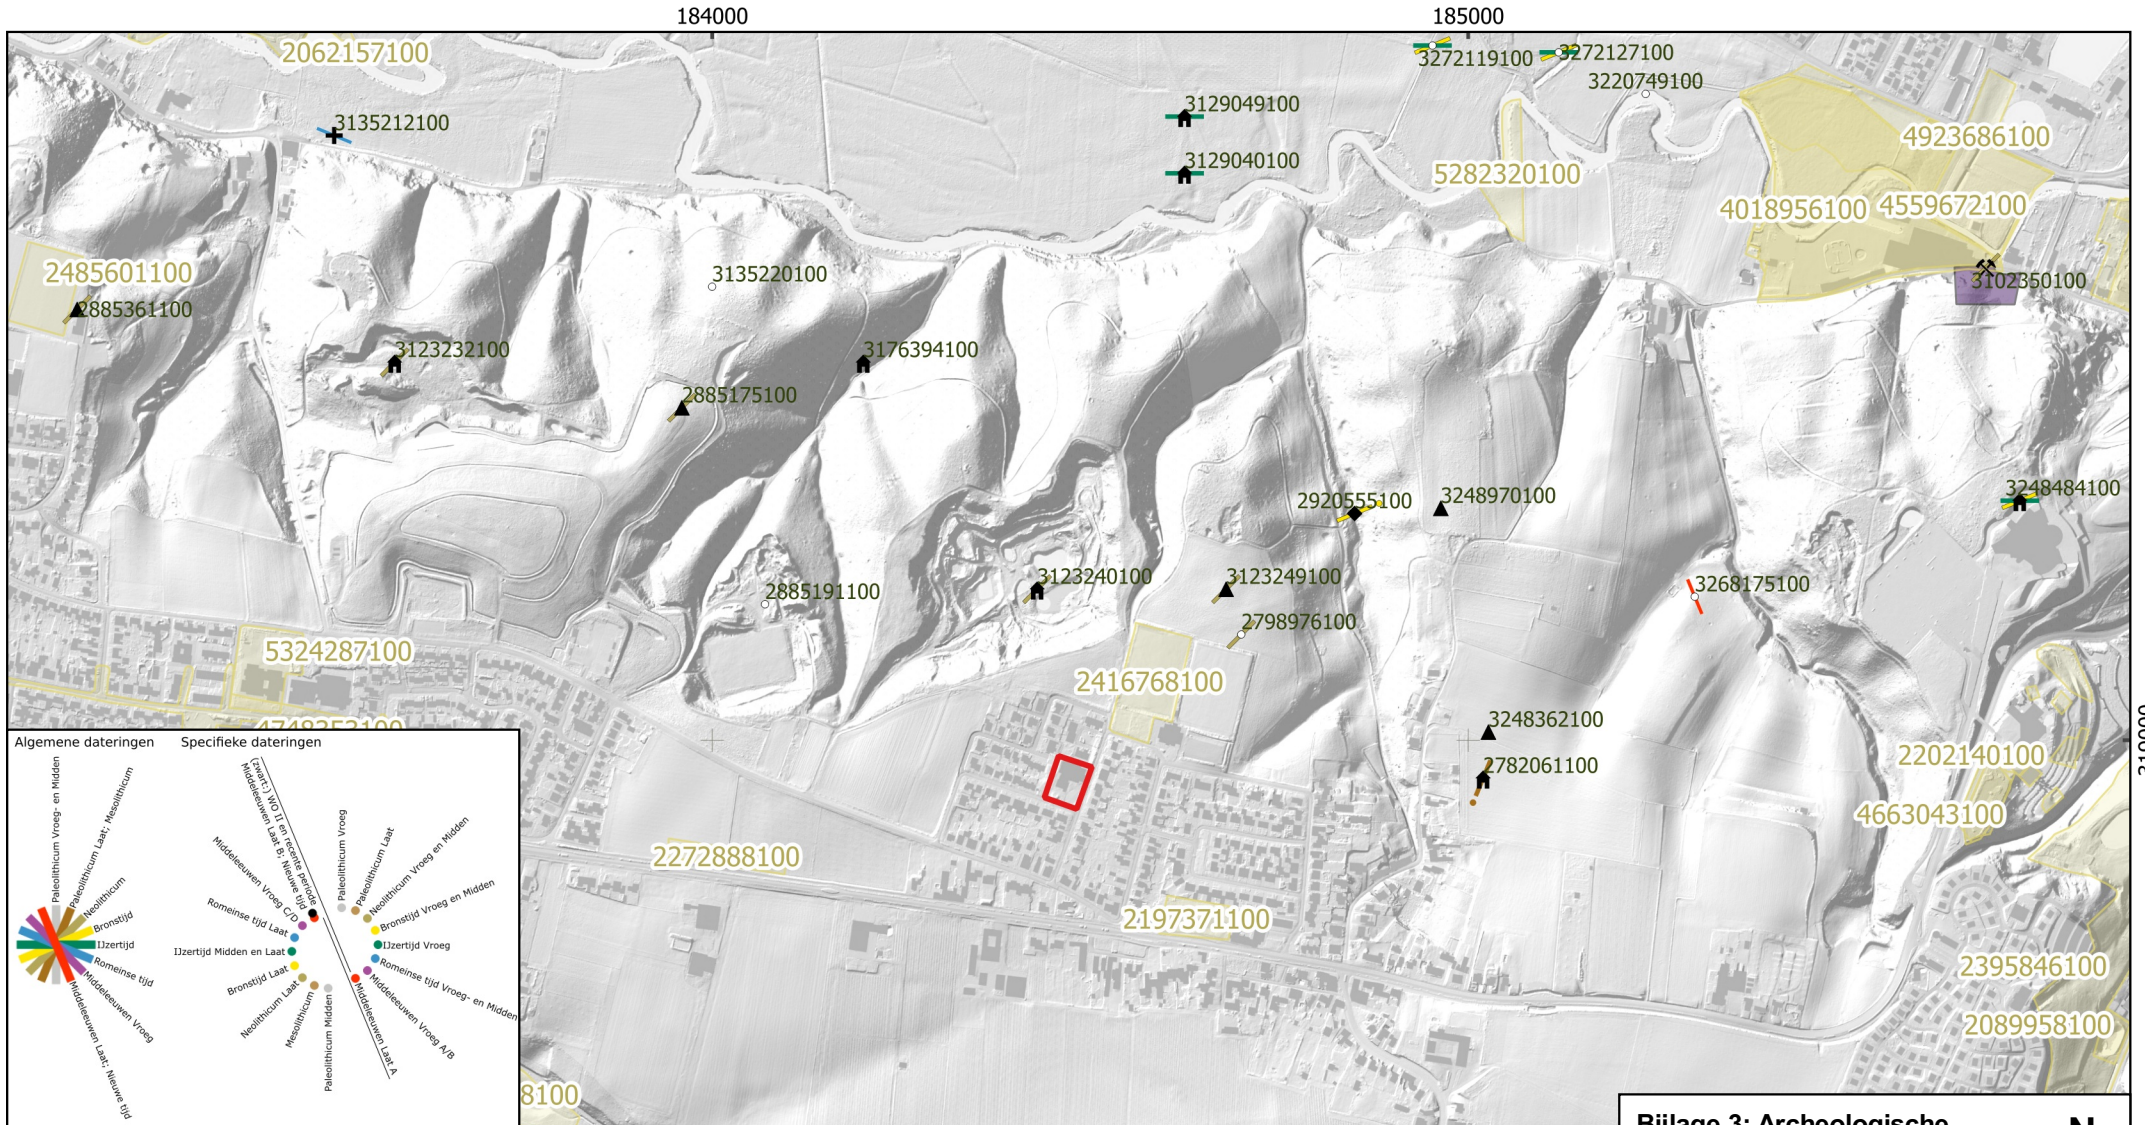 184000
185000
2062157100
3272119100
3272127100
3220749100
3135212100
3129049100
4923686100
3129040100
5282320100
4018956100
4559672100
2485601100
3135220100
3102350100
2885361100
3123232100
3176394100
2885175100
3248484100
2920555100
3248970100
3123240100
3123249100
3268175100
2885191100
2798976100
5324287100
2416768100
3248362100
2202140100
2782061100
4663043100
2272888100
2197371100
2395846100
2089958100
8100
Algemene dateringen
Paleolithicum Vroeg- en Midden
Paleolithicum Laat; Mesolithicum
Neolithicum
Bronstijd
IJzertijd
Romeinse tijd
Middeleeuwen Vroeg
Middeleeuwen Laat; Nieuwe tijd
Specifieke dateringen
(zwart:) WO II en recente periode
Middeleeuwen Laat B; Nieuwe tijd
Middeleeuwen Vroeg C/D
Romeinse tijd Laat
IJzertijd Midden en Laat
Bronstijd Laat
Neolithicum Laat
Mesolithicum
Paleolithicum Midden
Paleolithicum Vroeg
Paleolithicum Laat
Neolithicum Vroeg en Midden
Bronstijd Vroeg en Midden
IJzertijd Vroeg
Romeinse tijd Vroeg- en Midden
Middeleeuwen Vroeg A/B
Middeleeuwen Laat A
Bijlage 3: Archeologische
N